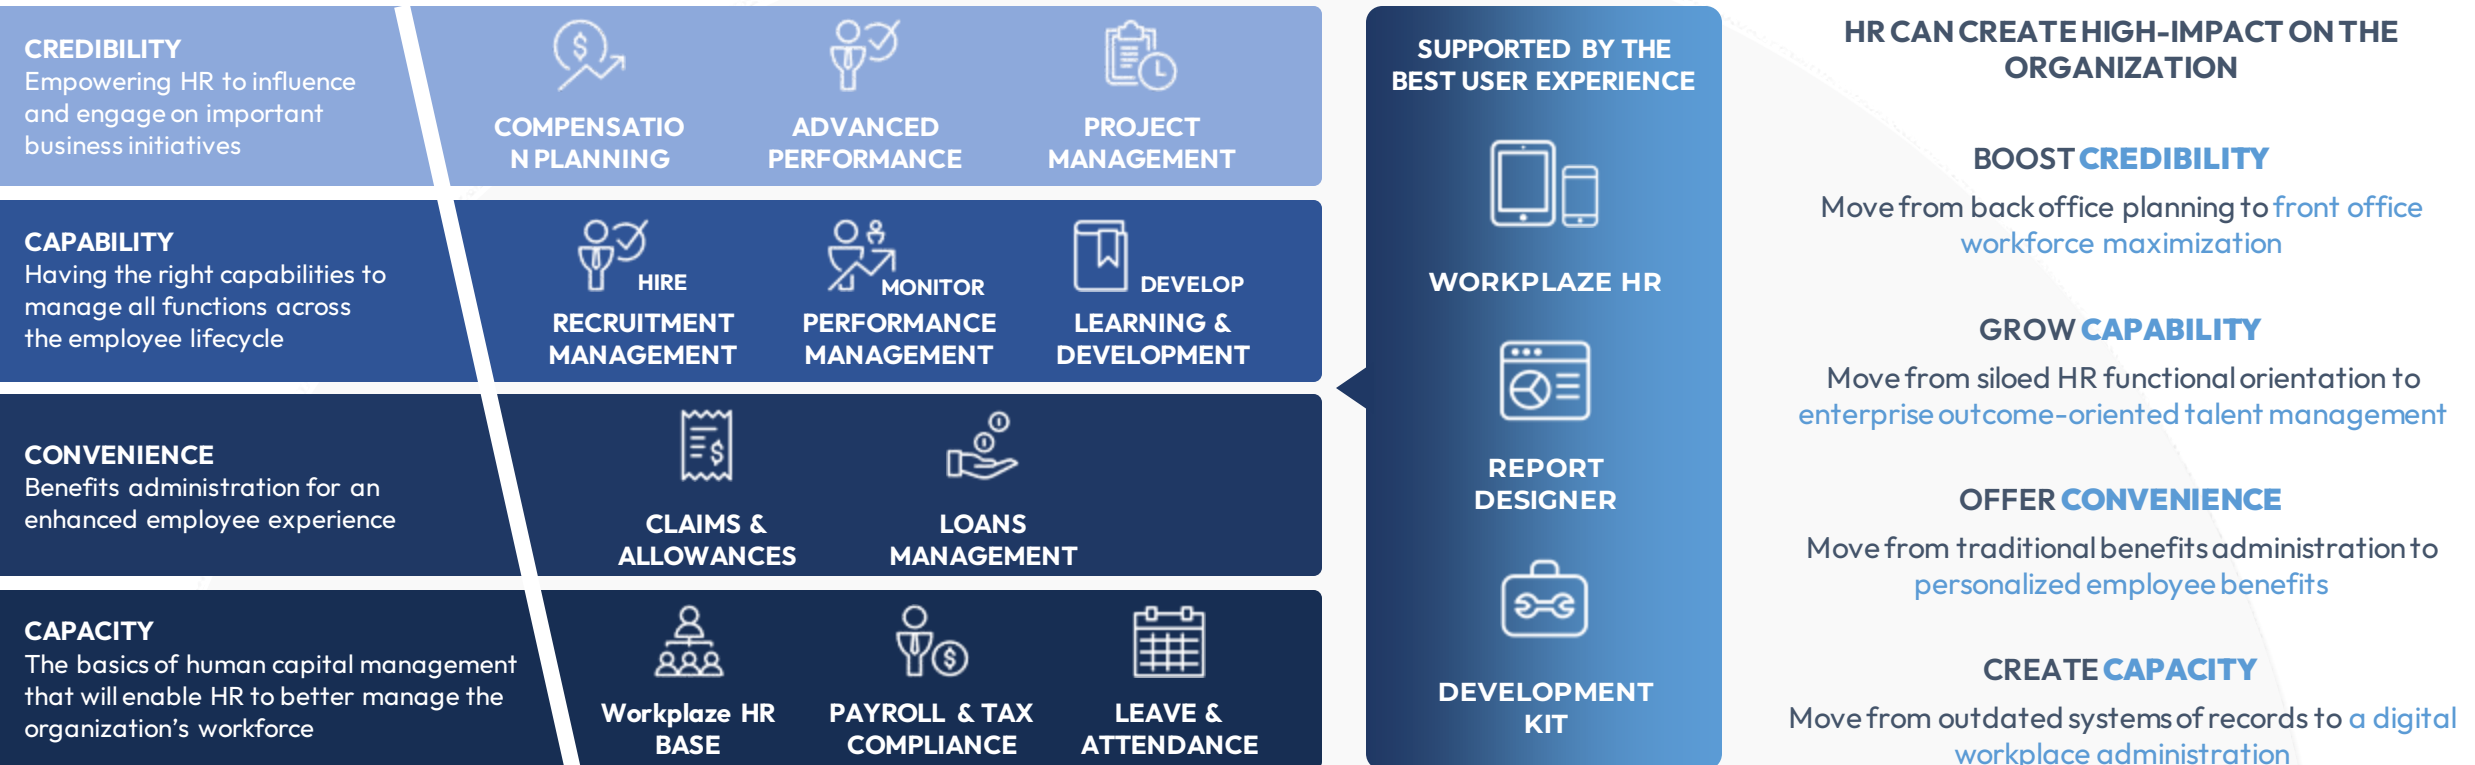 CREDIBILITY
Empowering HR to influence
and engage on important
business initiatives
COMPENSATIO
N PLANNING
ADVANCED
PERFORMANCE
PROJECT
MANAGEMENT
CAPABILITY
Having the right capabilities to
manage all functions across
the employee lifecycle
HIRE
RECRUITMENT
MANAGEMENT
MONITOR
PERFORMANCE
MANAGEMENT
DEVELOP
LEARNING &
DEVELOPMENT
CONVENIENCE
Benefits administration for an
enhanced employee experience
CLAIMS &
ALLOWANCES
LOANS
MANAGEMENT
CAPACITY
The basics of human capital management
that will enable HR to better manage the
organization's workforce
Workplaze HR
BASE
PAYROLL & TAX
COMPLIANCE
LEAVE &
ATTENDANCE
SUPPORTED BY THE
BEST USER EXPERIENCE
WORKPLAZE HR
REPORT
DESIGNER
DEVELOPMENT
KIT
HR CAN CREATE HIGH-IMPACT ON THE
ORGANIZATION
BOOST CREDIBILITY
Move from back office planning to front office
workforce maximization
GROW CAPABILITY
Move from siloed HR functional orientation to
enterprise outcome-oriented talent management
OFFER CONVENIENCE
Move from traditional benefits administration to
personalized employee benefits
CREATE CAPACITY
Move from outdated systems of records to a digital
workplace administration